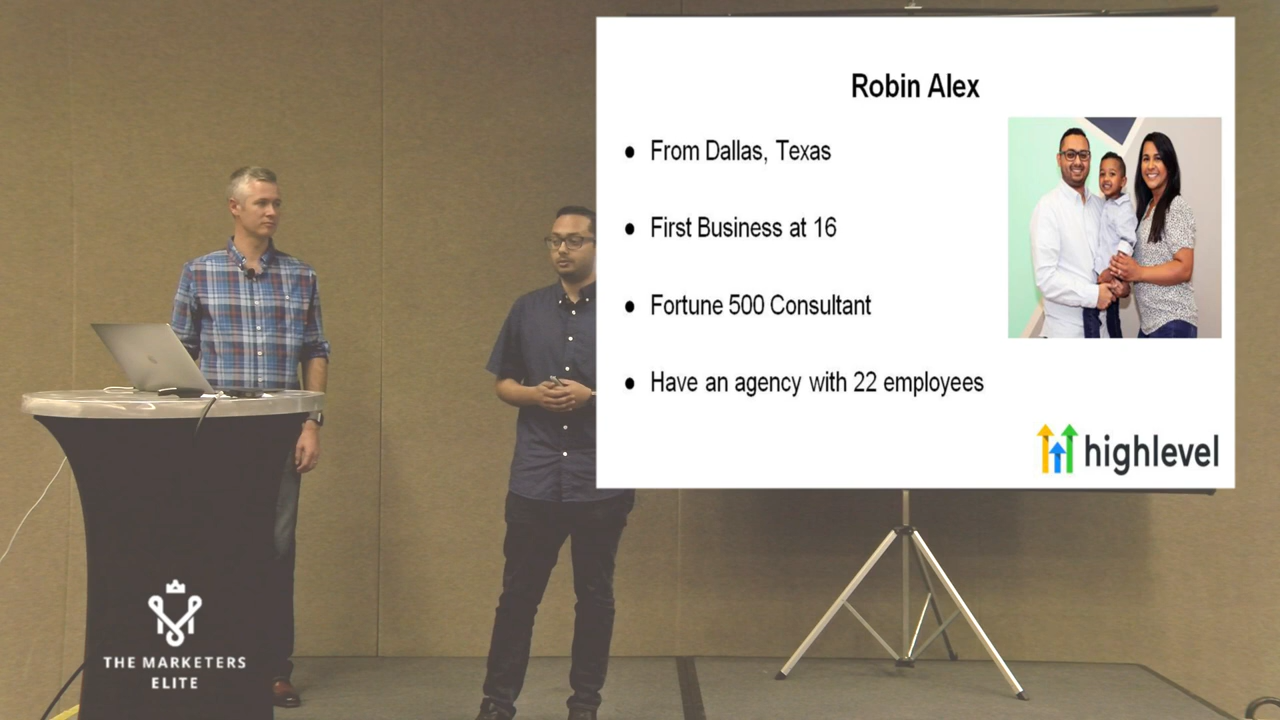 Robin Alex
• From Dallas, Texas
• First Business at 16
• Fortune 500 Consultant
• Have an agency with 22 employees
highlevel
THE MARKETERS
ELITE